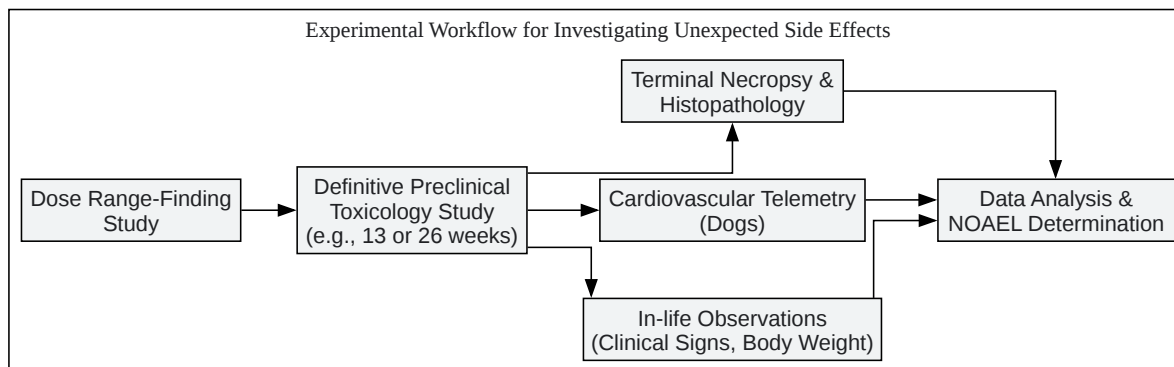 Experimental Workflow for Investigating Unexpected Side Effects
Terminal Necropsy &
Histopathology
Dose Range-Finding
Study
Definitive Preclinical
Toxicology Study
(e.g., 13 or 26 weeks)
Cardiovascular Telemetry
(Dogs)
Data Analysis &
NOAEL Determination
In-life Observations
(Clinical Signs, Body Weight)